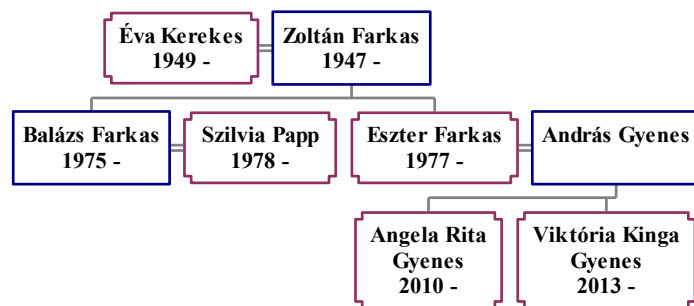 Éva Kerekes
1949 -
Zoltán Farkas
1947 -
Balázs Farkas
1975 -
Szilvia Papp
1978 -
Eszter Farkas
1977 -
András Gyenes
Angela Rita
Gyenes
2010 -
Viktória Kinga
Gyenes
2013 -